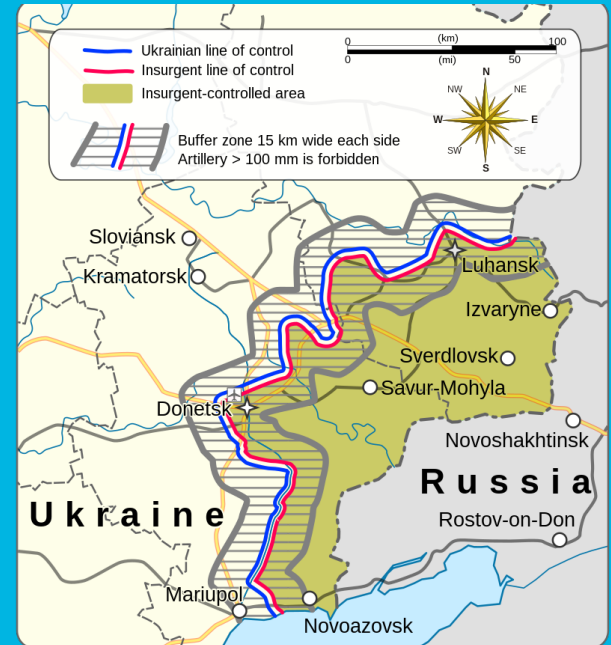 Ukrainian line of control
Insurgent line of control
Insurgent-controlled area
Buffer zone 15 km wide each side
Artillery > 100 mm is forbidden
0 (km) 100
0 (mi) 50
N
NW NE
W E
SW SE
S
Sloviansk
Kramatorsk
Luhansk
Izvaryne
Sverdlovsk
Savur-Mohyla
Donetsk
Novoshakhtinsk
Russia
Ukraine
Rostov-on-Don
Mariupol
Novoazovsk